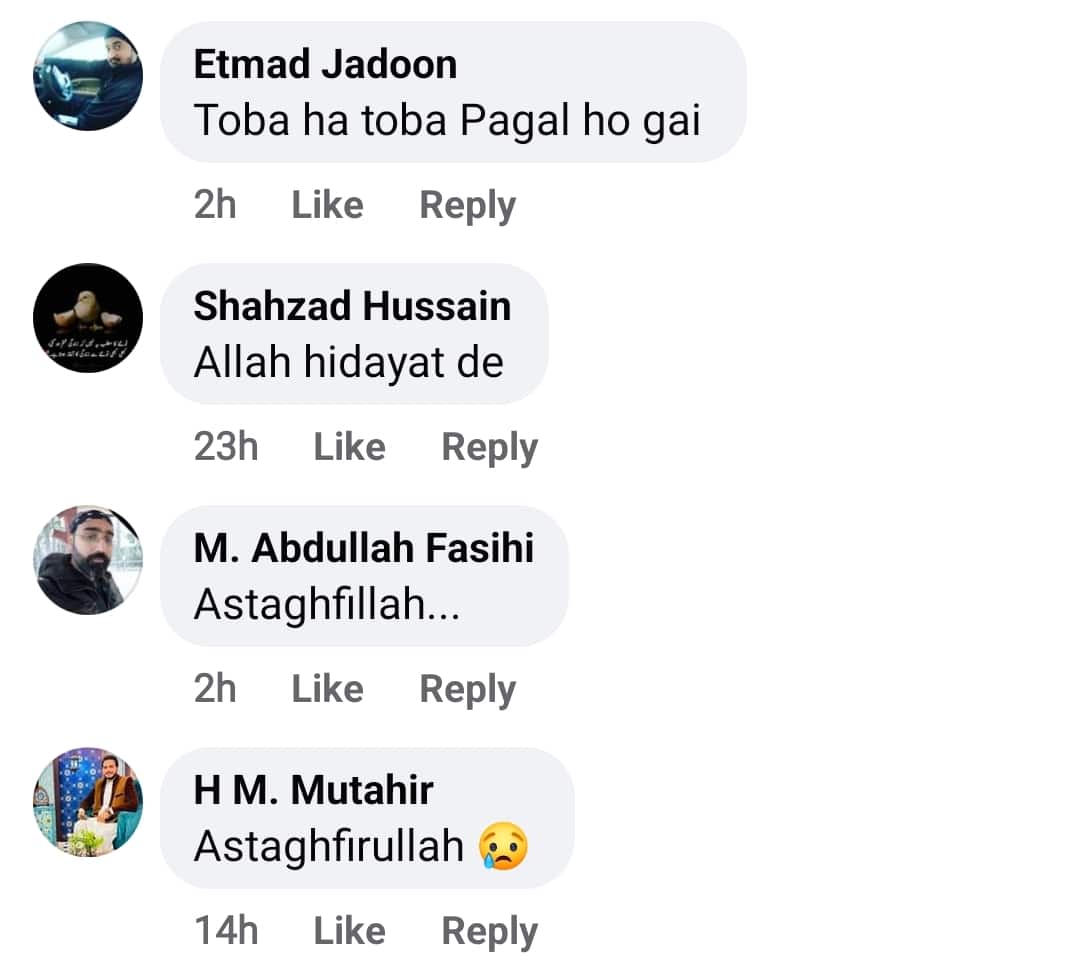 Etmad Jadoon
Toba ha toba Pagal ho gai
2h Like Reply
Shahzad Hussain
Allah hidayat de
23h Like Reply
M. Abdullah Fasihi
Astaghfillah...
2h Like Reply
H M. Mutahir
Astaghfirullah 😢
14h Like Reply